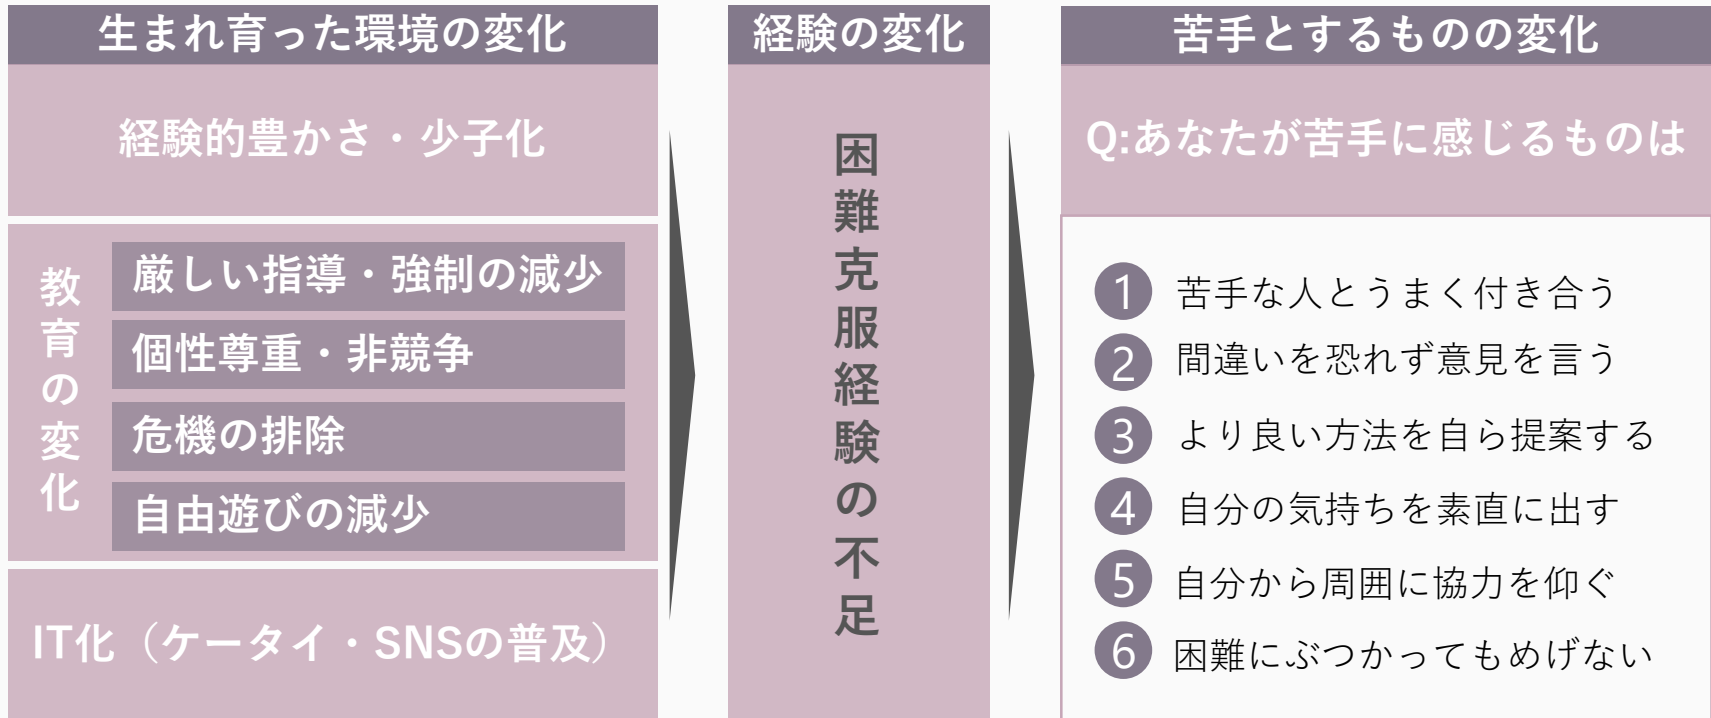 生まれ育った環境の変化
経験的豊かさ・少子化
教育の変化
厳しい指導・強制の減少
個性尊重・非競争
危機の排除
自由遊びの減少
IT化（ケータイ・SNSの普及）
経験の変化
困難克服経験の不足
苦手とするものの変化
Q:あなたが苦手に感じるものは
1 苦手な人とうまく付き合う
2 間違いを恐れず意見を言う
3 より良い方法を自ら提案する
4 自分の気持ちを素直に出す
5 自分から周囲に協力を仰ぐ
6 困難にぶつかってもめげない